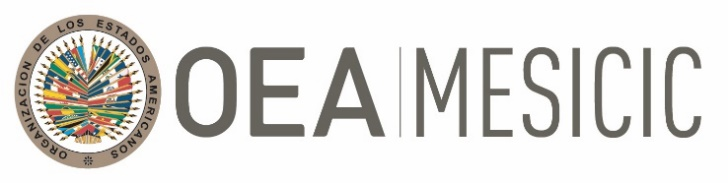 ORGANIZACION DE LOS ESTADOS AMERICANOS
OEA | MESICIC